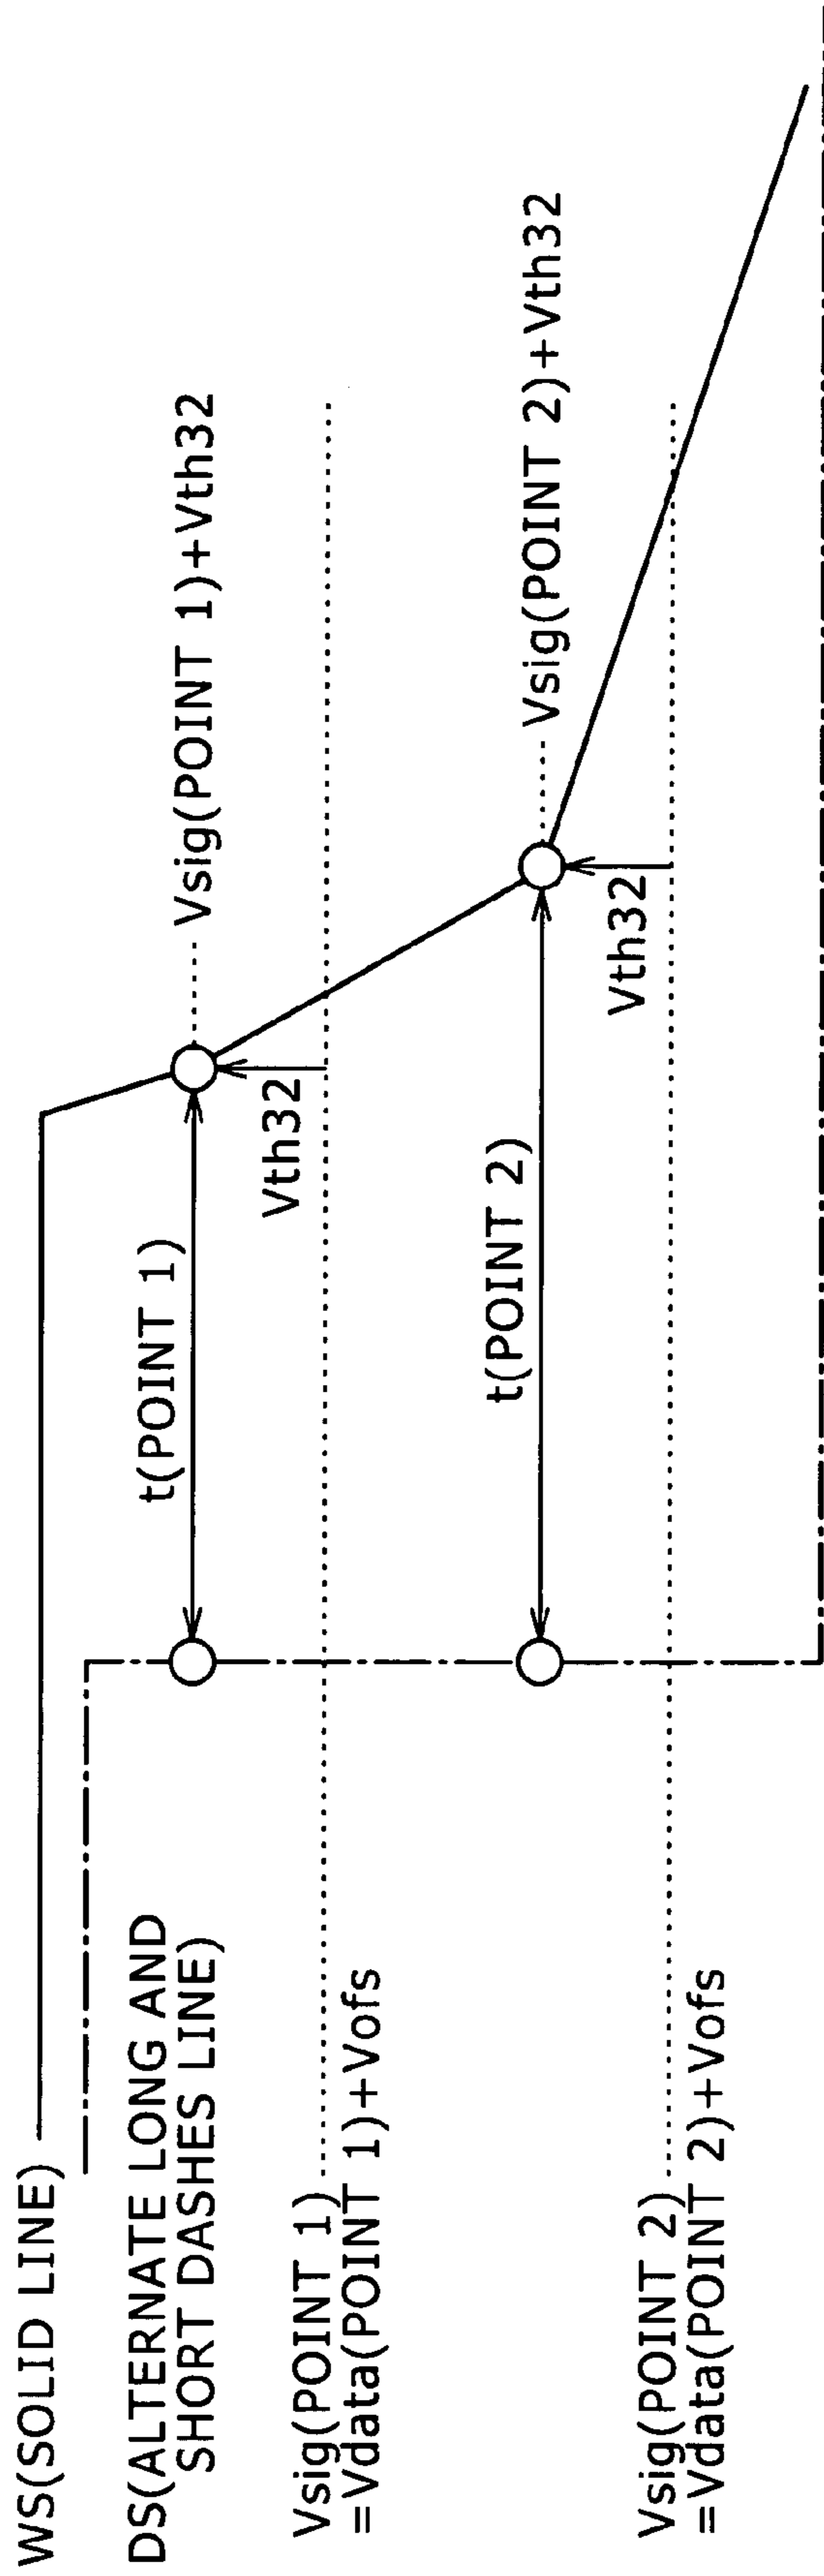 WS(SOLID LINE)
DS(ALTERNATE LONG AND
SHORT DASHES LINE)
t(POINT 1)
Vsig(POINT 1)+Vth32
Vth32
Vsig(POINT 1)
=Vdata(POINT 1)+Vofs
t(POINT 2)
Vsig(POINT 2)+Vth32
Vth32
Vsig(POINT 2)
=Vdata(POINT 2)+Vofs